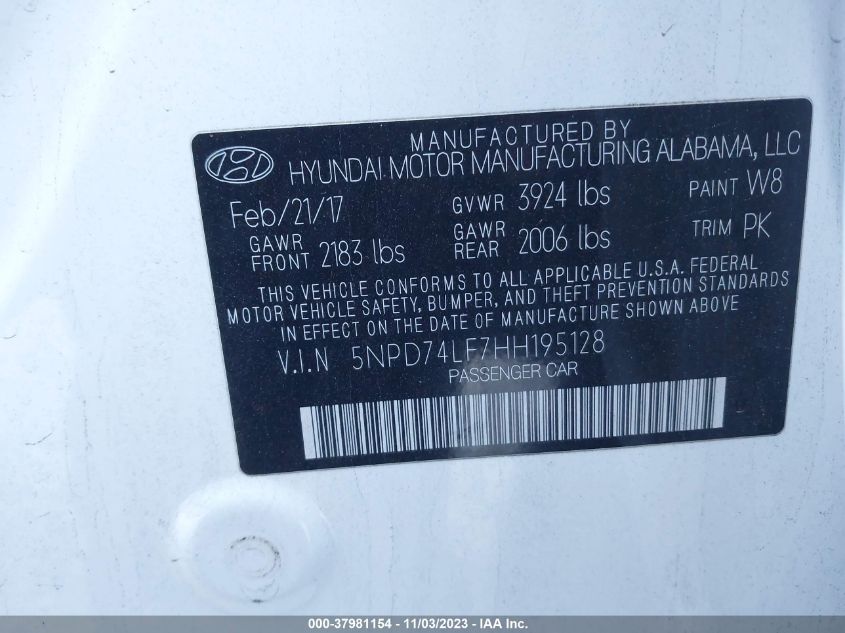 MANUFACTURED BY
HYUNDAI MOTOR MANUFACTURING ALABAMA, LLC
Feb/21/17 GVWR 3924 lbs PAINT W8
GAWR FRONT 2183 lbs GAWR REAR 2006 lbs TRIM PK
THIS VEHICLE CONFORMS TO ALL APPLICABLE U.S.A. FEDERAL
MOTOR VEHICLE SAFETY, BUMPER, AND THEFT PREVENTION STANDARDS
IN EFFECT ON THE DATE OF MANUFACTURE SHOWN ABOVE
V.I.N 5NPD74LF7HH195128
PASSENGER CAR
000-37981154 - 11/03/2023 - IAA Inc.